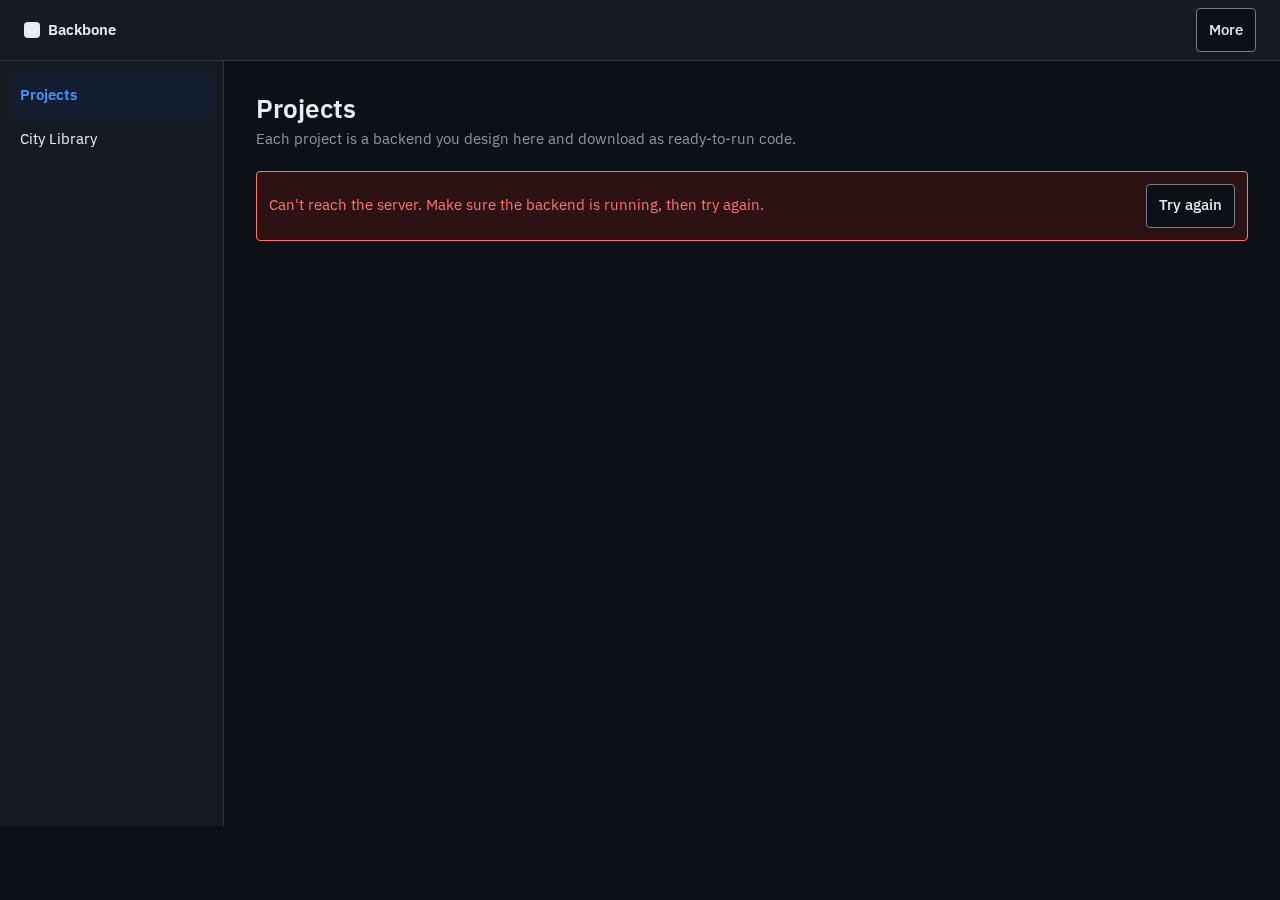 Backbone
More
Projects
City Library
Projects
Each project is a backend you design here and download as ready-to-run code.
Can't reach the server. Make sure the backend is running, then try again.
Try again